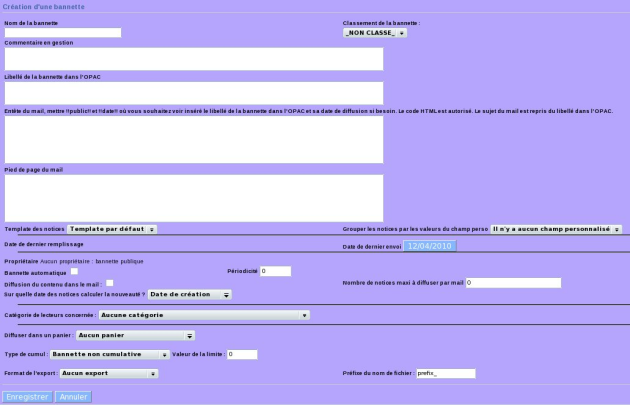 Création d'une bannette
Nom de la bannette
Classement de la bannette :
_NON CLASSE_
Commentaire en gestion
Libellé de la bannette dans l'OPAC
Entête du mail, mettre !!public!! et !!date!! où vous souhaitez voir inséré le libellé de la bannette dans l'OPAC et sa date de diffusion si besoin. Le code HTML est autorisé. Le sujet du mail est repris du libellé dans l'OPAC.
Pied de page du mail
Template des notices Template par défaut
Grouper les notices par les valeurs du champ perso Il n'y a aucun champ personnalisé
Date de dernier remplissage
Date de dernier envoi 12/04/2010
Propriétaire Aucun propriétaire : bannette publique
Bannette automatique
Périodicité 0
Diffusion du contenu dans le mail :
Nombre de notices maxi à diffuser par mail 0
Sur quelle date des notices calculer la nouveauté ? Date de création
Catégorie de lecteurs concernée : Aucune catégorie
Diffuser dans un panier : Aucun panier
Type de cumul : Bannette non cumulative Valeur de la limite : 0
Format de l'export : Aucun export
Préfixe du nom de fichier : prefix_
Enregistrer Annuler